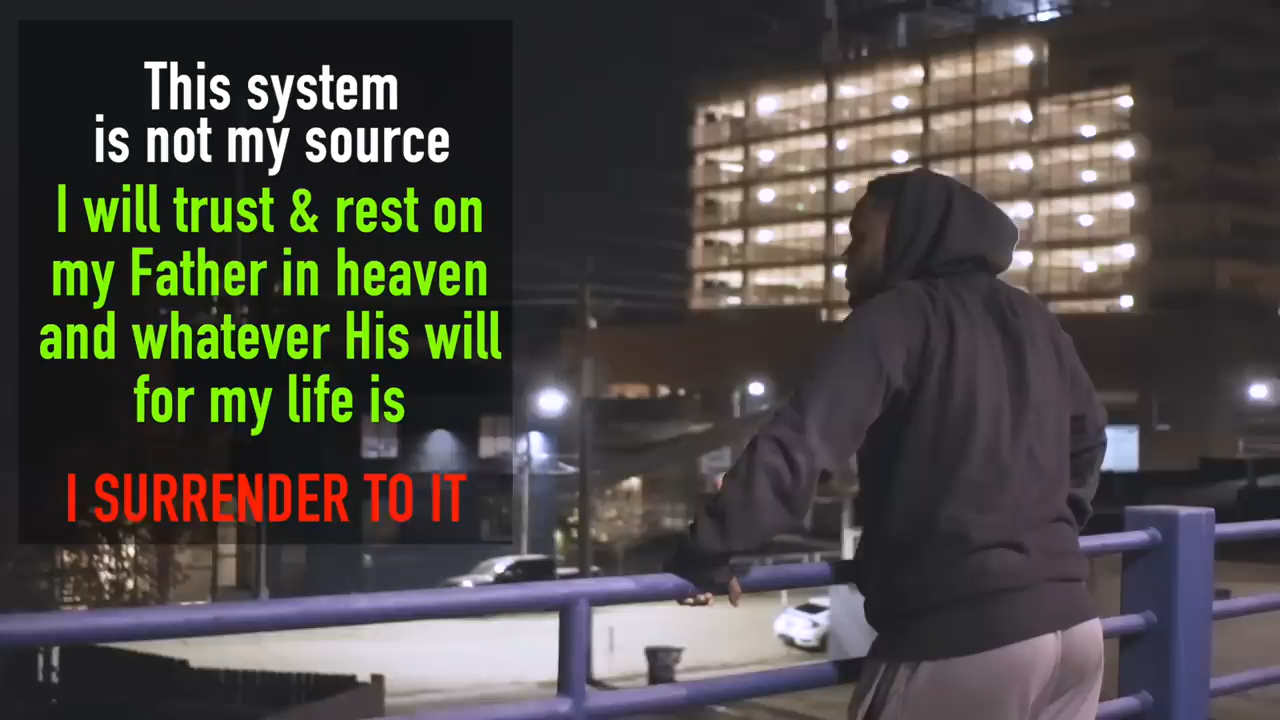 This system
is not my source
I will trust & rest on
my Father in heaven
and whatever His will
for my life is
I SURRENDER TO IT